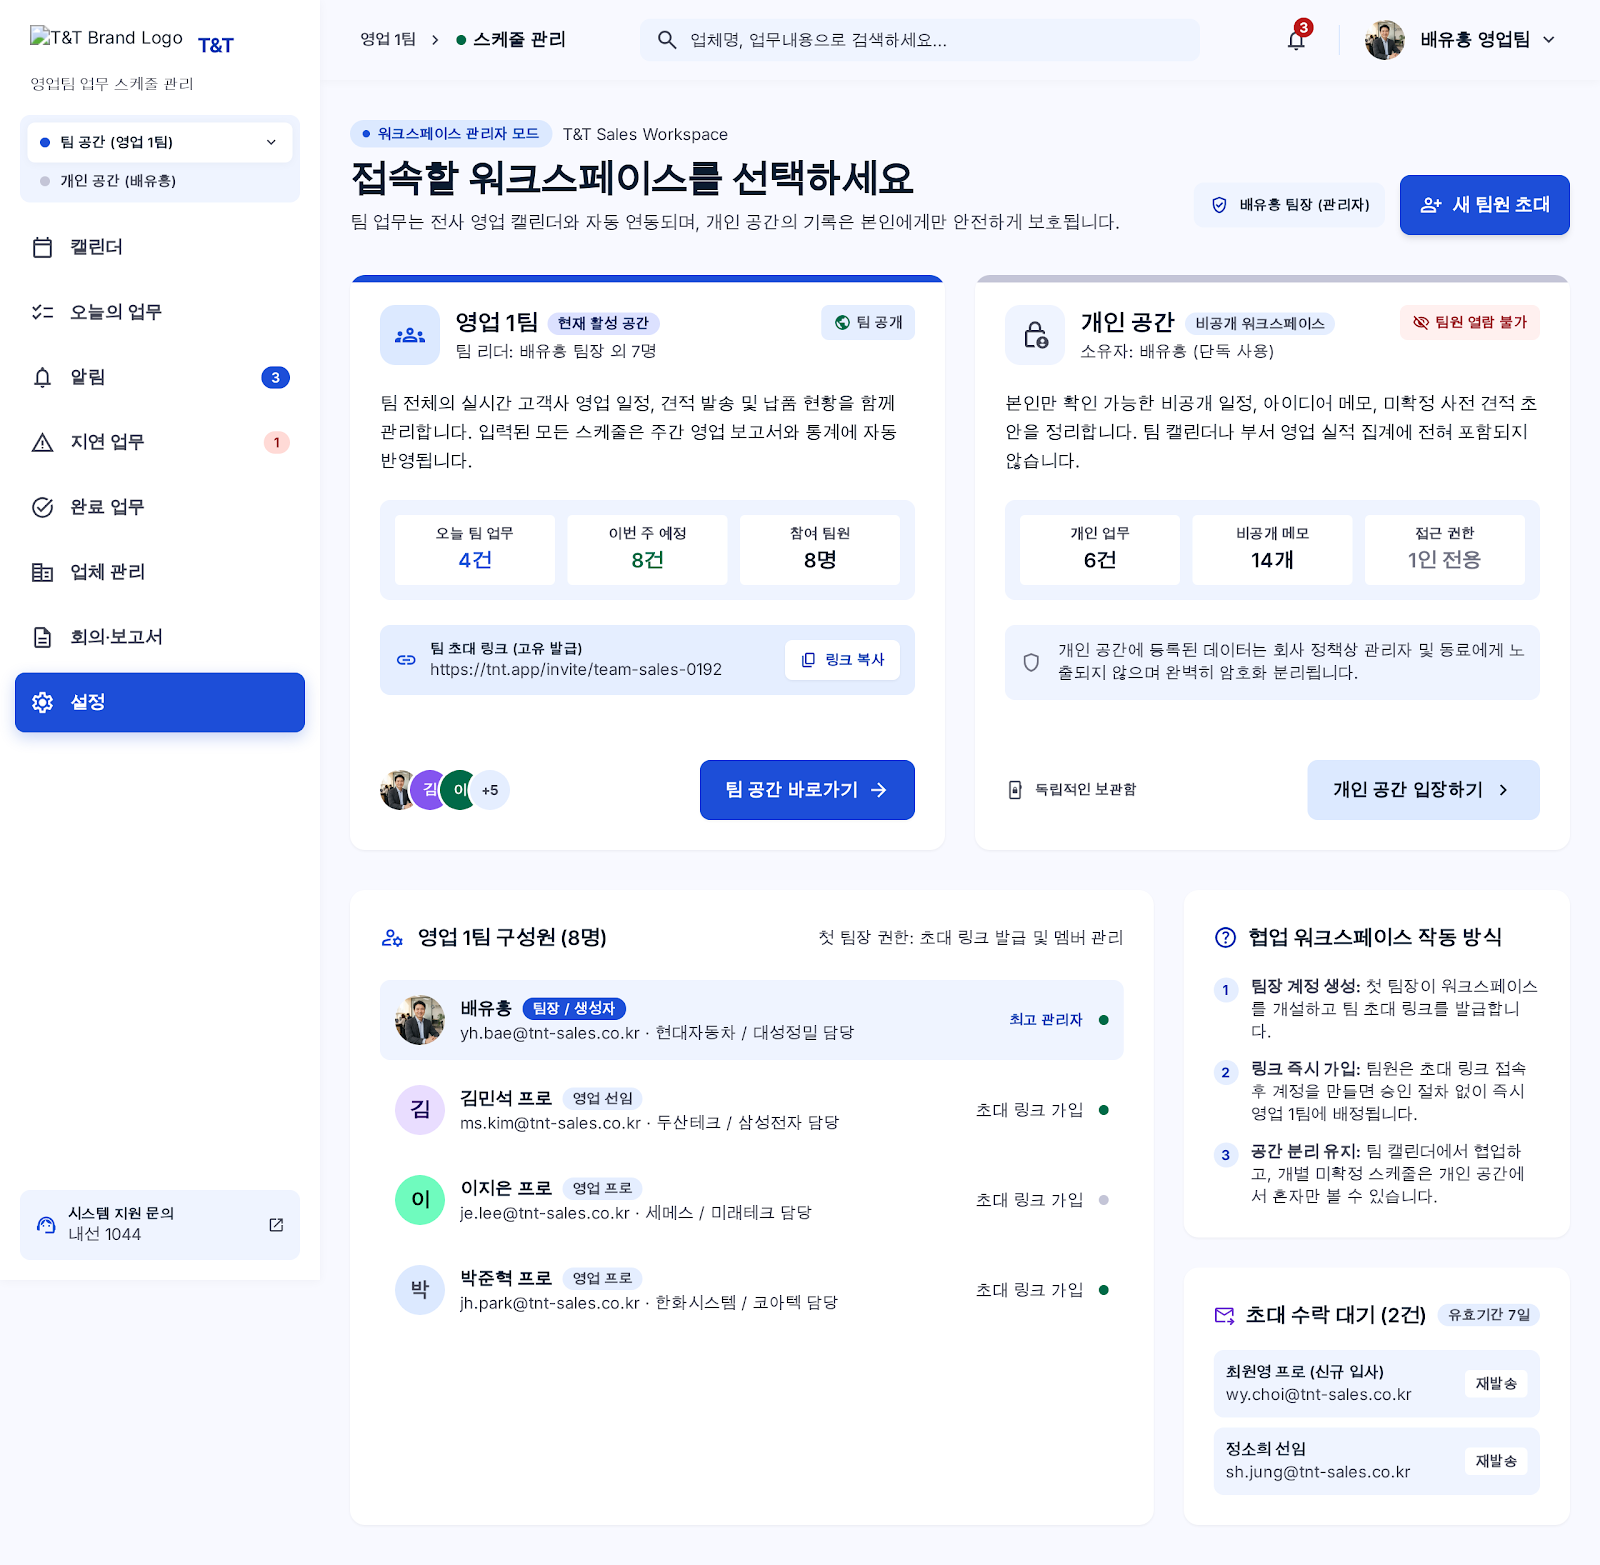 T&T Brand Logo
T&T
영업팀 업무 스케줄 관리
팀 공간 (영업 1팀)
개인 공간 (배유흥)
캘린더
오늘의 업무
알림
3
지연 업무
1
완료 업무
업체 관리
회의·보고서
설정
시스템 지원 문의
내선 1044
영업 1팀
스케줄 관리
업체명, 업무내용으로 검색하세요...
3
배유흥 영업팀
워크스페이스 관리자 모드
T&T Sales Workspace
접속할 워크스페이스를 선택하세요
팀 업무는 전사 영업 캘린더와 자동 연동되며, 개인 공간의 기록은 본인에게만 안전하게 보호됩니다.
배유흥 팀장 (관리자)
새 팀원 초대
영업 1팀
현재 활성 공간
팀 리더: 배유흥 팀장 외 7명
팀 공개
팀 전체의 실시간 고객사 영업 일정, 견적 발송 및 납품 현황을 함께
관리합니다. 입력된 모든 스케줄은 주간 영업 보고서와 통계에 자동
반영됩니다.
오늘 팀 업무
4건
이번 주 예정
8건
참여 팀원
8명
팀 초대 링크 (고유 발급)
https://tnt.app/invite/team-sales-0192
링크 복사
김
이
+5
팀 공간 바로가기
개인 공간
비공개 워크스페이스
소유자: 배유흥 (단독 사용)
팀원 열람 불가
본인만 확인 가능한 비공개 일정, 아이디어 메모, 미확정 사전 견적 초
안을 정리합니다. 팀 캘린더나 부서 영업 실적 집계에 전혀 포함되지
않습니다.
개인 업무
6건
비공개 메모
14개
접근 권한
1인 전용
개인 공간에 등록된 데이터는 회사 정책상 관리자 및 동료에게 노
출되지 않으며 완벽히 암호화 분리됩니다.
독립적인 보관함
개인 공간 입장하기
영업 1팀 구성원 (8명)
첫 팀장 권한: 초대 링크 발급 및 멤버 관리
배유흥
팀장 / 생성자
yh.bae@tnt-sales.co.kr · 현대자동차 / 대성정밀 담당
최고 관리자
김
김민석 프로
영업 선임
ms.kim@tnt-sales.co.kr · 두산테크 / 삼성전자 담당
초대 링크 가입
이
이지은 프로
영업 프로
je.lee@tnt-sales.co.kr · 세메스 / 미래테크 담당
초대 링크 가입
박
박준혁 프로
영업 프로
jh.park@tnt-sales.co.kr · 한화시스템 / 코아텍 담당
초대 링크 가입
협업 워크스페이스 작동 방식
1
팀장 계정 생성: 첫 팀장이 워크스페이스
를 개설하고 팀 초대 링크를 발급합니
다.
2
링크 즉시 가입: 팀원은 초대 링크 접속
후 계정을 만들면 승인 절차 없이 즉시
영업 1팀에 배정됩니다.
3
공간 분리 유지: 팀 캘린더에서 협업하
고, 개별 미확정 스케줄은 개인 공간에
서 혼자만 볼 수 있습니다.
초대 수락 대기 (2건)
유효기간 7일
최원영 프로 (신규 입사)
wy.choi@tnt-sales.co.kr
재발송
정소희 선임
sh.jung@tnt-sales.co.kr
재발송